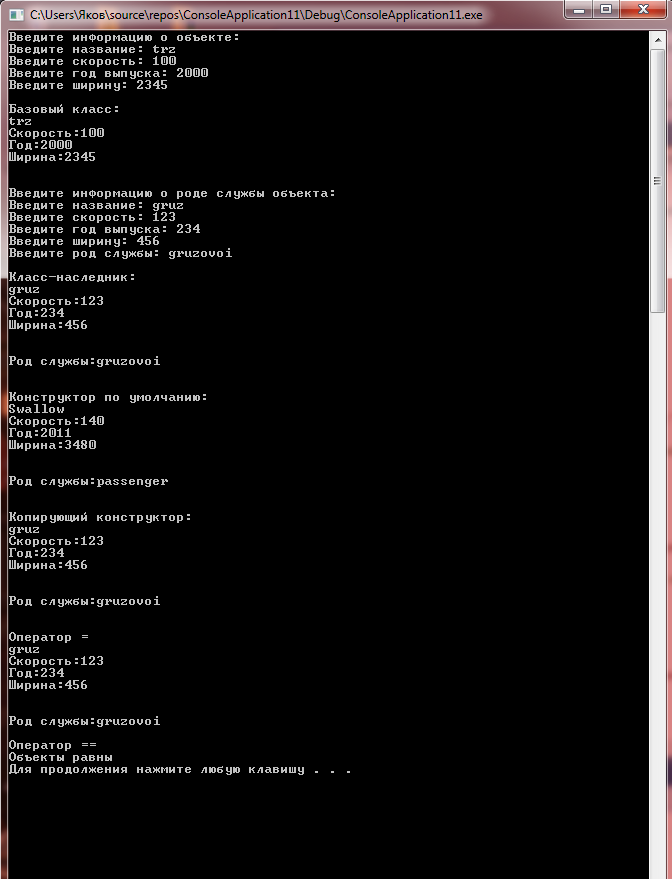 C:\Users\Яков\source\repos\ConsoleApplication11\Debug\ConsoleApplication11.exe
Введите информацию о объекте:
Введите название: trz
Введите скорость: 100
Введите год выпуска: 2000
Введите ширину: 2345
Базовый класс:
trz
Скорость:100
Год:2000
Ширина:2345
Введите информацию о роде службы объекта:
Введите название: gruz
Введите скорость: 123
Введите год выпуска: 234
Введите ширину: 456
Введите род службы: gruzovoi
Класс-наследник:
gruz
Скорость:123
Год:234
Ширина:456
Род службы:gruzovoi
Конструктор по умолчанию:
Swallow
Скорость:140
Год:2011
Ширина:3480
Род службы:passenger
Копирующий конструктор:
gruz
Скорость:123
Год:234
Ширина:456
Род службы:gruzovoi
Оператор =
gruz
Скорость:123
Год:234
Ширина:456
Род службы:gruzovoi
Оператор ==
Объекты равны
Для продолжения нажмите любую клавишу . . .